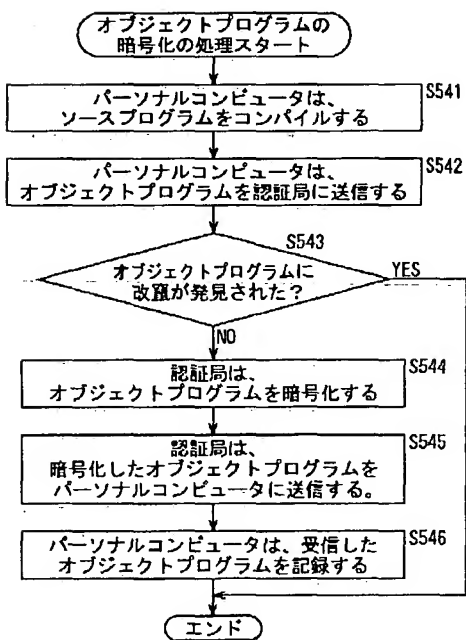 オブジェクトプログラムの
暗号化の処理スタート
S541
パーソナルコンピュータは、
ソースプログラムをコンパイルする
S542
パーソナルコンピュータは、
オブジェクトプログラムを認証局に送信する
S543
オブジェクトプログラムに
改竄が発見された?
YES
NO
S544
認証局は、
オブジェクトプログラムを暗号化する
S545
認証局は、
暗号化したオブジェクトプログラムを
パーソナルコンピュータに送信する。
S546
パーソナルコンピュータは、受信した
オブジェクトプログラムを記録する
エンド